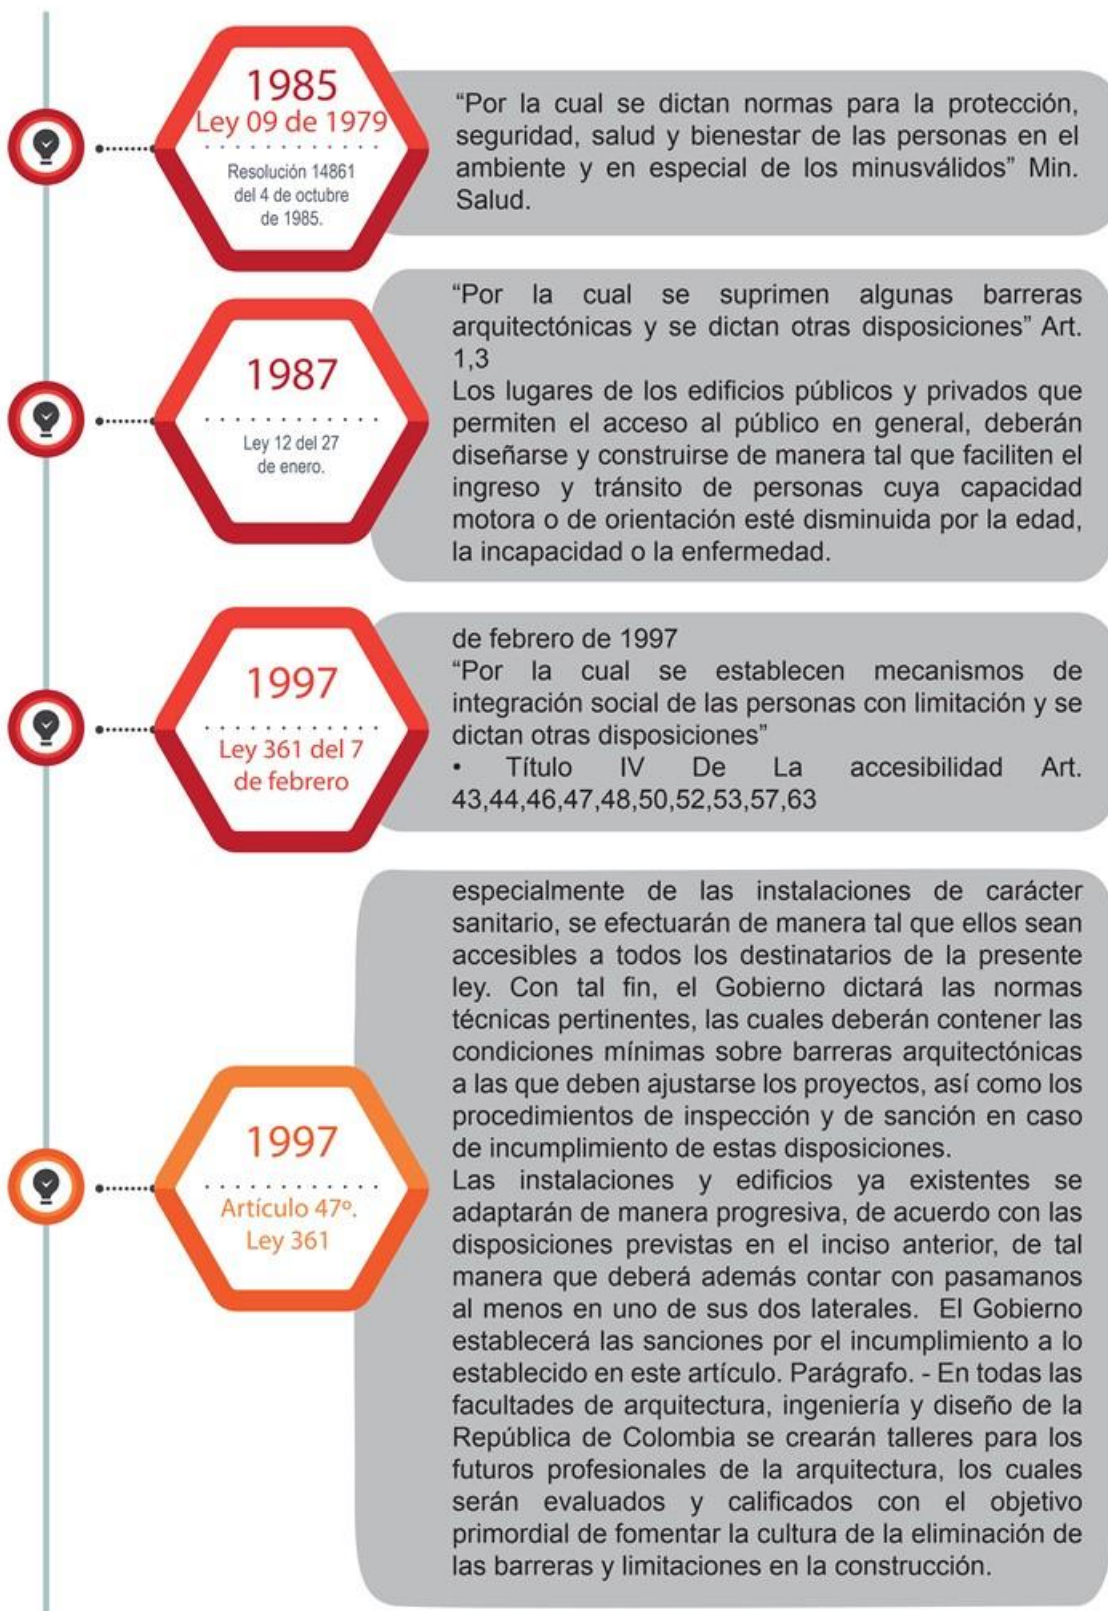 1985
Ley 09 de 1979
Resolución 14861
del 4 de octubre
de 1985.
“Por la cual se dictan normas para la protección,
seguridad, salud y bienestar de las personas en el
ambiente y en especial de los minusválidos” Min.
Salud.
1987
Ley 12 del 27
de enero.
“Por la cual se suprimen algunas barreras
arquitectónicas y se dictan otras disposiciones” Art.
1,3
Los lugares de los edificios públicos y privados que
permiten el acceso al público en general, deberán
diseñarse y construirse de manera tal que faciliten el
ingreso y tránsito de personas cuya capacidad
motora o de orientación esté disminuida por la edad,
la incapacidad o la enfermedad.
1997
Ley 361 del 7
de febrero
de febrero de 1997
“Por la cual se establecen mecanismos de
integración social de las personas con limitación y se
dictan otras disposiciones”
• Título IV De La accesibilidad Art.
43,44,46,47,48,50,52,53,57,63
1997
Artículo 47º.
Ley 361
especialmente de las instalaciones de carácter
sanitario, se efectuarán de manera tal que ellos sean
accesibles a todos los destinatarios de la presente
ley. Con tal fin, el Gobierno dictará las normas
técnicas pertinentes, las cuales deberán contener las
condiciones mínimas sobre barreras arquitectónicas
a las que deben ajustarse los proyectos, así como los
procedimientos de inspección y de sanción en caso
de incumplimiento de estas disposiciones.
Las instalaciones y edificios ya existentes se
adaptarán de manera progresiva, de acuerdo con las
disposiciones previstas en el inciso anterior, de tal
manera que deberá además contar con pasamanos
al menos en uno de sus dos laterales. El Gobierno
establecerá las sanciones por el incumplimiento a lo
establecido en este artículo. Parágrafo. - En todas las
facultades de arquitectura, ingeniería y diseño de la
República de Colombia se crearán talleres para los
futuros profesionales de la arquitectura, los cuales
serán evaluados y calificados con el objetivo
primordial de fomentar la cultura de la eliminación de
las barreras y limitaciones en la construcción.